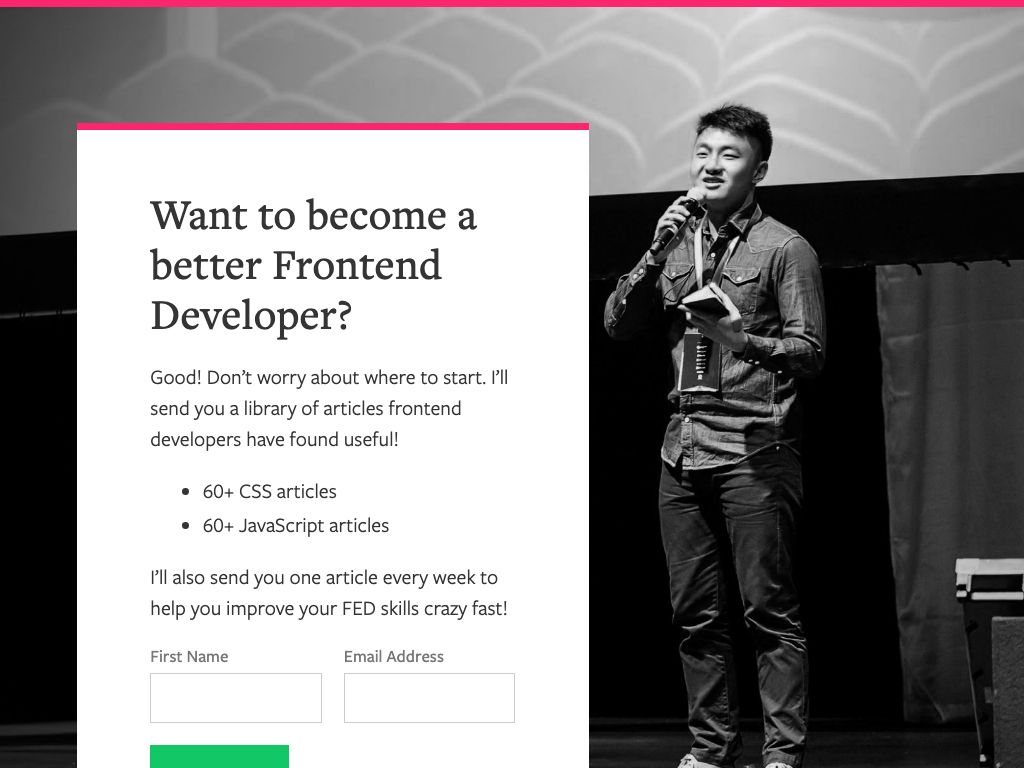 Want to become a
better Frontend
Developer?
Good! Don’t worry about where to start. I’ll
send you a library of articles frontend
developers have found useful!
• 60+ CSS articles
• 60+ JavaScript articles
I’ll also send you one article every week to
help you improve your FED skills crazy fast!
First Name Email Address